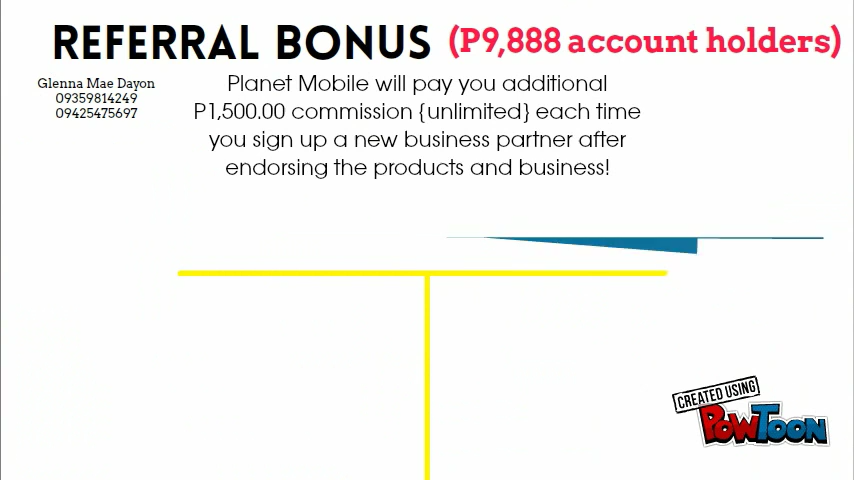 REFERRAL BONUS (P9,888 account holders)
Glenna Mae Dayon
09359814249
09425475697
Planet Mobile will pay you additional
P1,500.00 commission {unlimited} each time
you sign up a new business partner after
endorsing the products and business!
CREATED USING
POWTOON